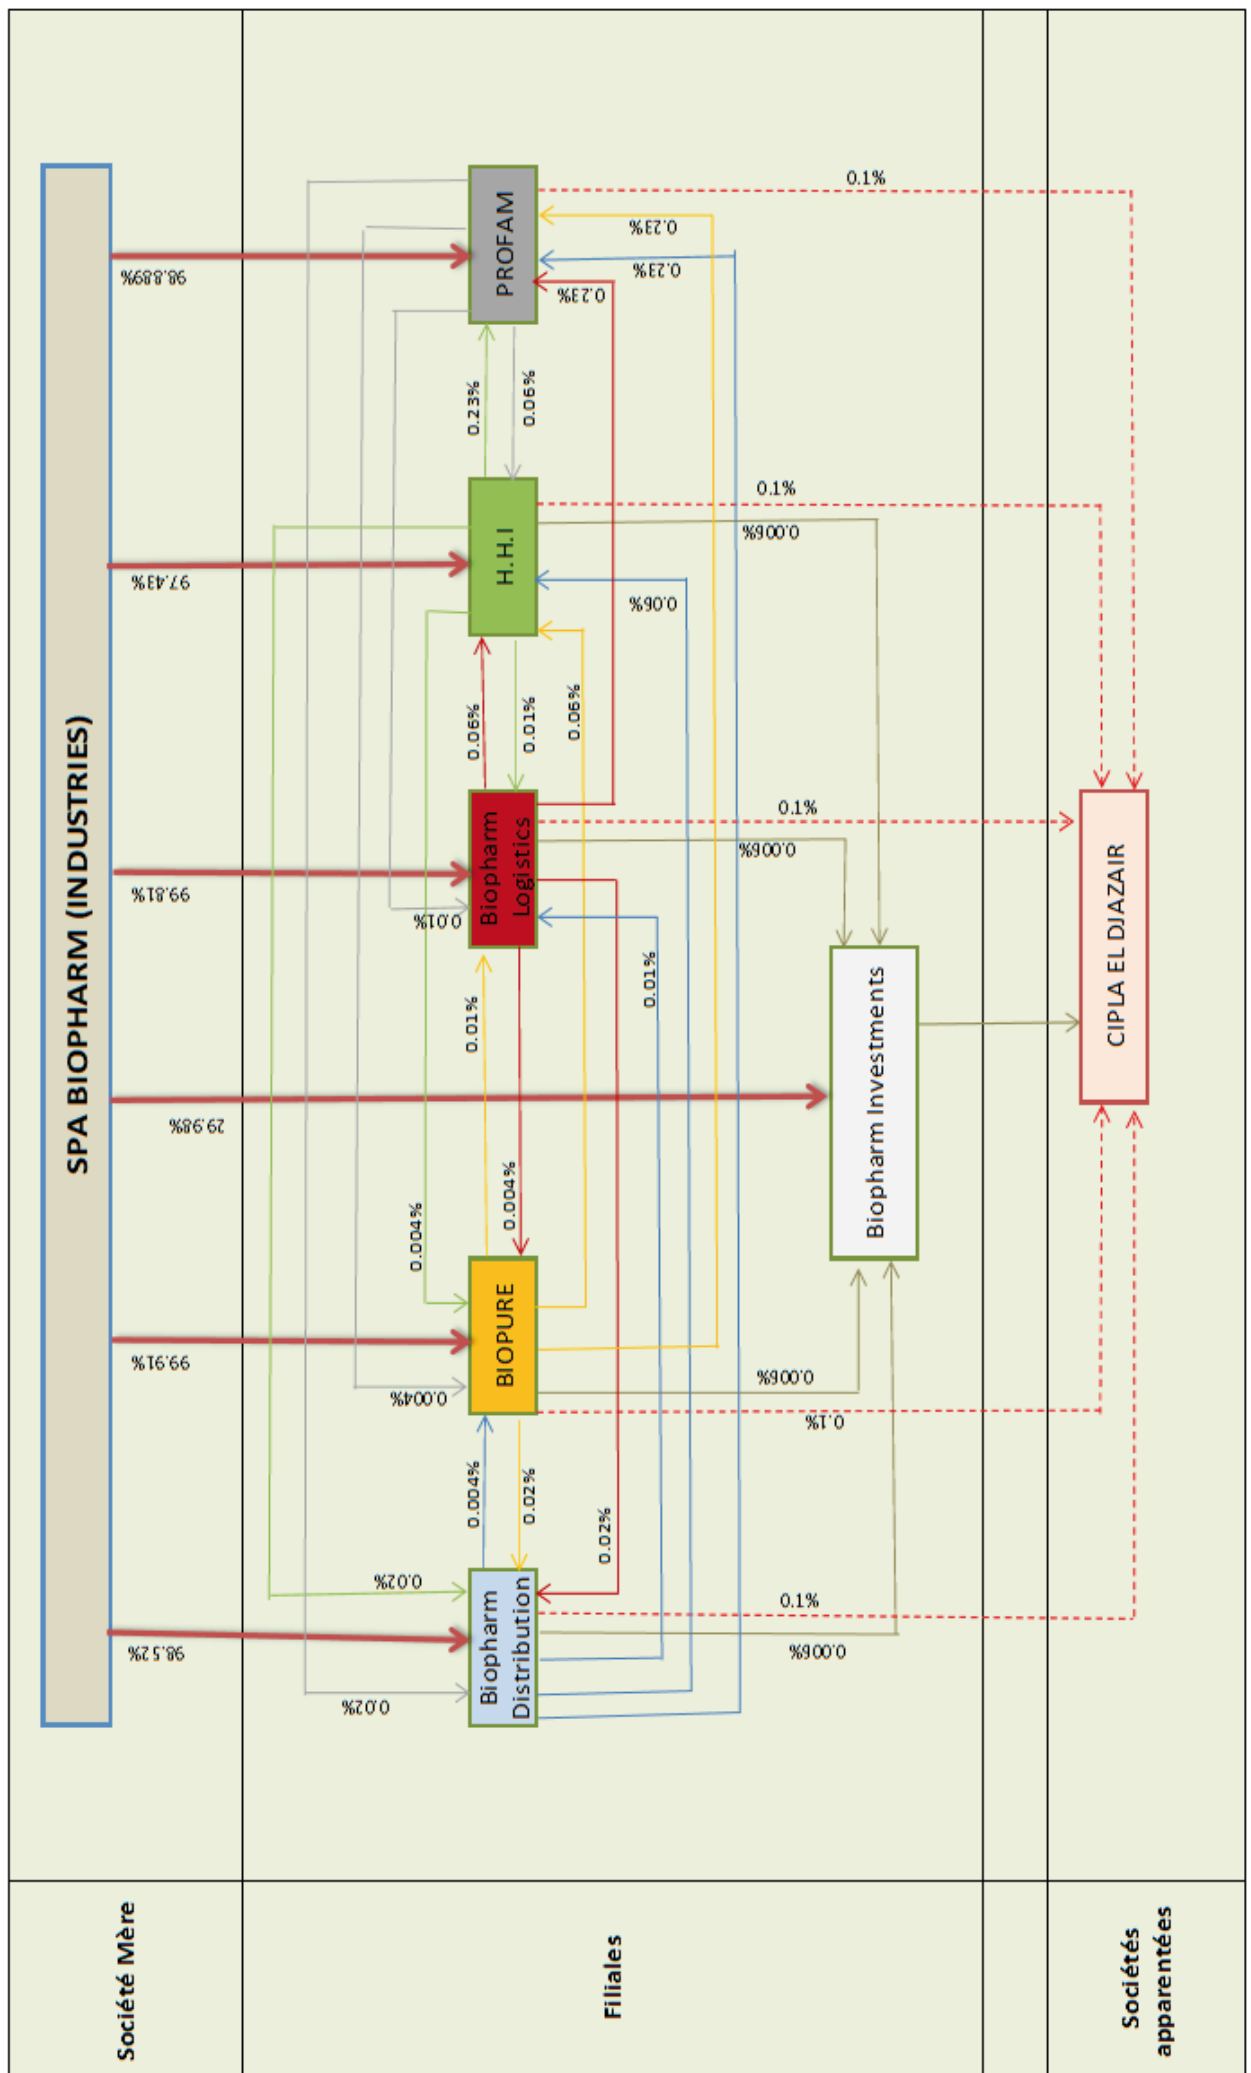 Société Mère
SPA BIOPHARM (INDUSTRIES)
98.52%
99.91%
29.98%
99.81%
97.43%
98.889%
Filiales
0.02%
0.02%
0.004%
0.004%
0.01%
Biopharm
Distribution
0.004%
0.02%
BIOPURE
0.01%
0.004%
Biopharm
Logistics
0.06%
0.01%
H.H.I
0.23%
0.06%
PROFAM
0.02%
0.06%
0.01%
0.06%
0.23%
0.23%
0.23%
0.006%
0.1%
0.006%
0.1%
0.006%
0.1%
0.006%
0.1%
0.1%
Biopharm Investments
Sociétés
apparentées
CIPLA EL DJAZAIR